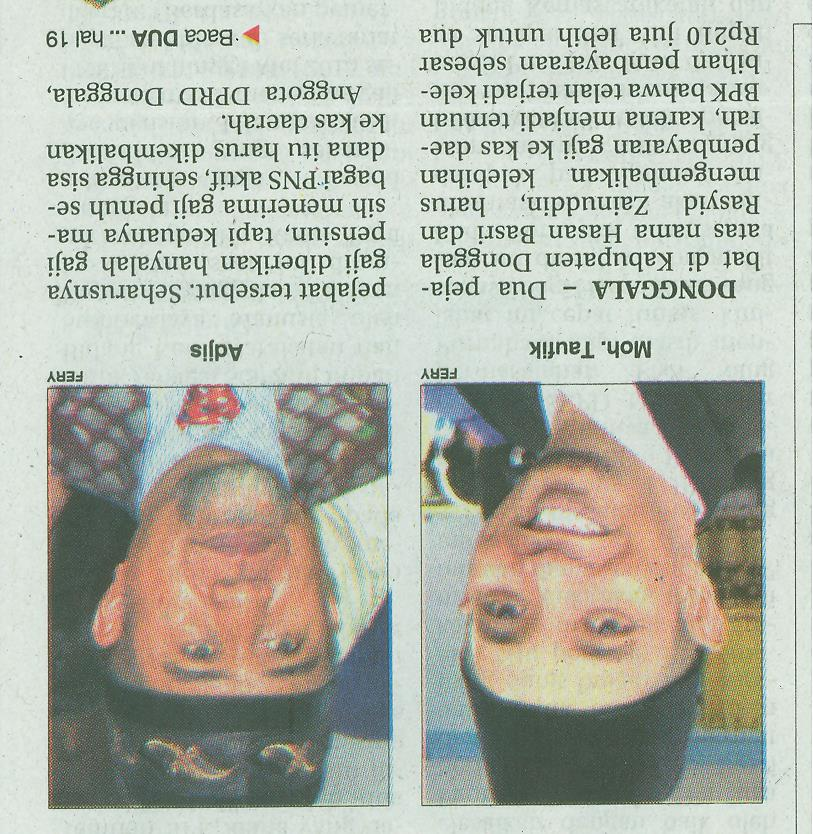 FERY
Moh. Taufik
FERY
Adjis
DONGGALA – Dua peja-
bat di Kabupaten Donggala
atas nama Hasan Basri dan
Rasyid Zainuddin, harus
mengembalikan kelebihan
pembayaran gaji ke kas dae-
rah, karena menjadi temuan
BPK bahwa telah terjadi kele-
bihan pembayaraan sebesar
Rp210 juta lebih untuk dua
pejabat tersebut. Seharusnya
gaji diberikan hanyalah gaji
pensiun, tapi keduanya ma-
sih menerima gaji penuh se-
bagai PNS aktif, sehingga sisa
dana itu harus dikembalikan
ke kas daerah.
Anggota DPRD Donggala,
Baca DUA ... hal 19